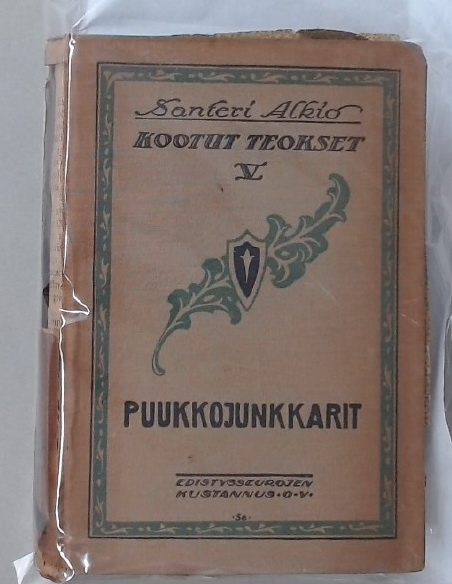 Santeri Alkio
KOOTUT TEOKSET
V
PUUKKOJUNKKARIT
EDISTYSSEUROJEN
KUSTANNUS·O·Y·